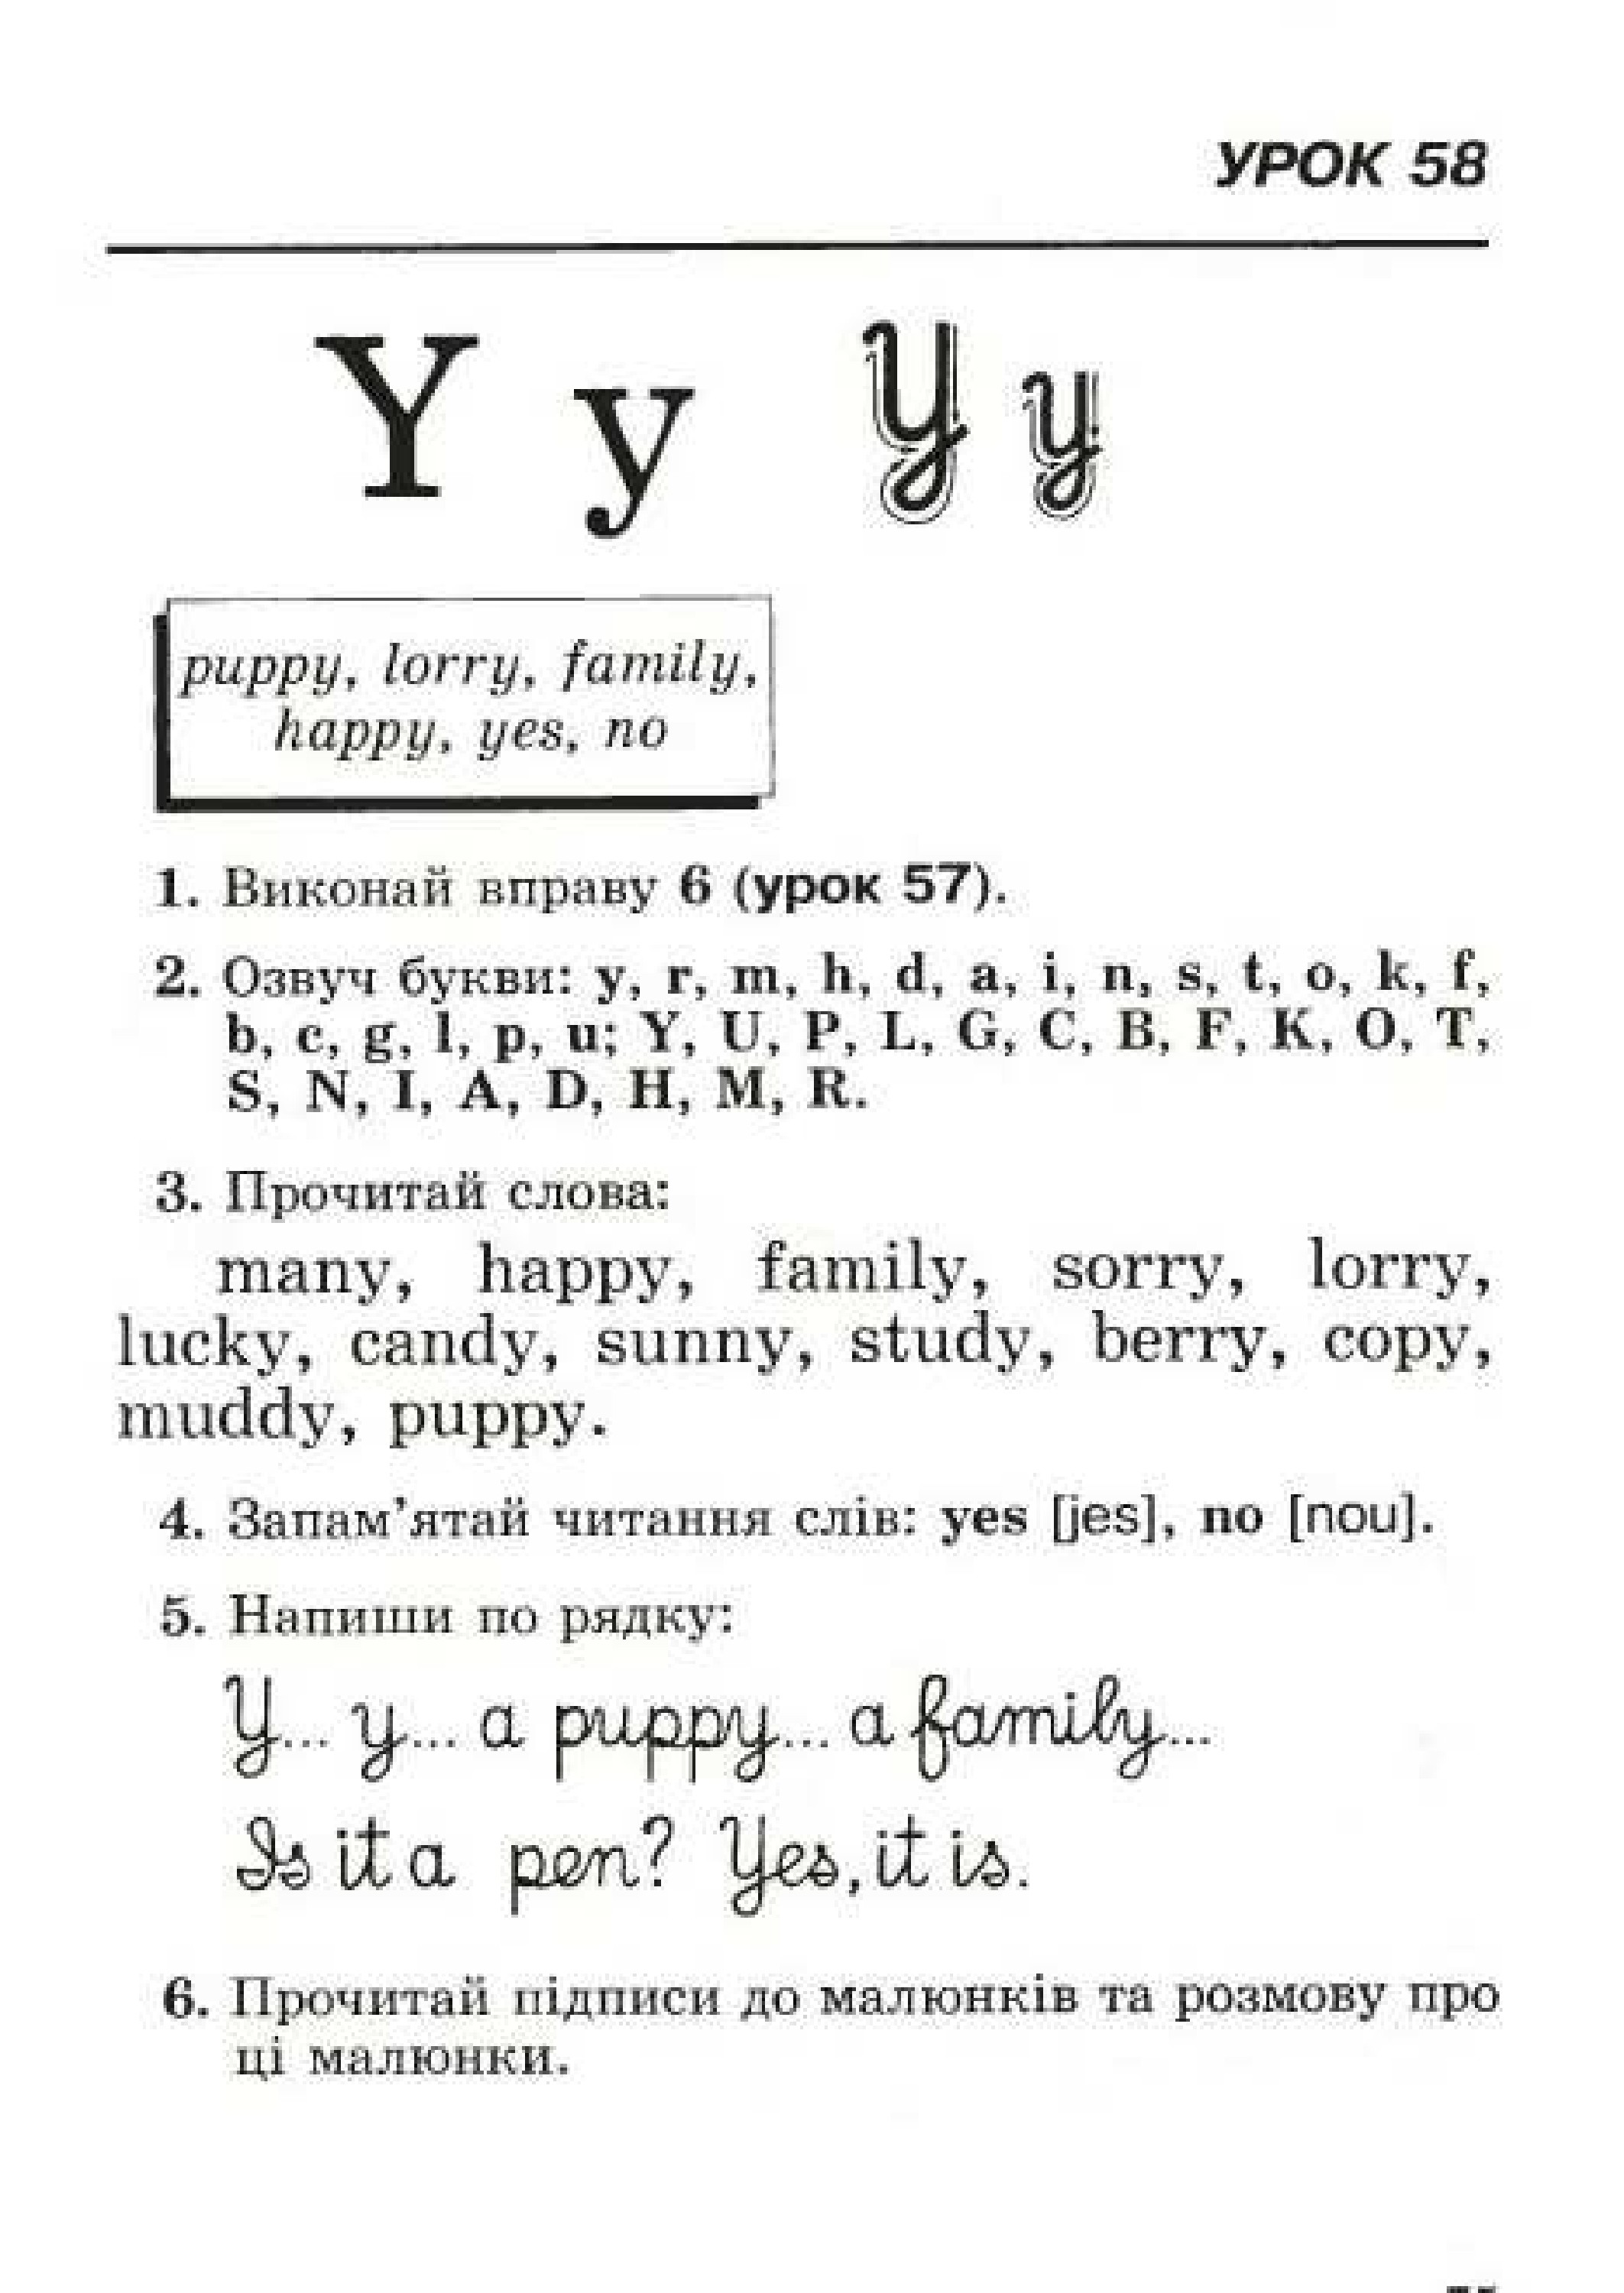 УРОК 58
Y y Y y
puppy, lorry, family,
happy, yes, no
1. Виконай вправу 6 (урок 57).
2. Озвуч букви: y, r, m, h, d, a, i, n, s, t, o, k, f,
b, c, g, l, p, u; Y, U, P, L, G, C, B, F, K, O, T,
S, N, I, A, D, H, M, R.
3. Прочитай слова:
many, happy, family, sorry, lorry,
lucky, candy, sunny, study, berry, copy,
muddy, puppy.
4. Запам’ятай читання слів: yes [jes], no [nou].
5. Напиши по рядку:
Y... y... a puppy... a family...
Is it a pen? Yes, it is.
6. Прочитай підписи до малюнків та розмову про
ці малюнки.